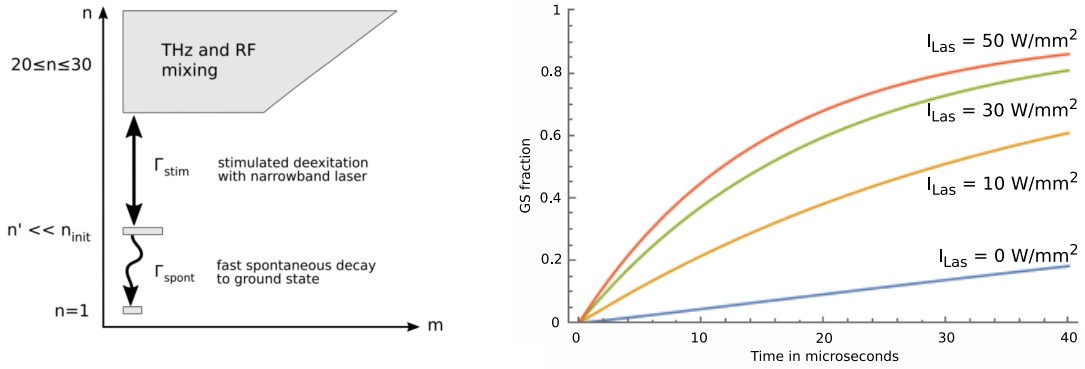 n
20≤n≤30
THz and RF
mixing
Γstim
stimulated deexitation
with narrowband laser
n' << ninit
Γspont
fast spontaneous decay
to ground state
n=1
m
1
0.8
0.6
0.4
0.2
0
GS fraction
ILas = 50 W/mm2
ILas = 30 W/mm2
ILas = 10 W/mm2
ILas = 0 W/mm2
0 10 20 30 40
Time in microseconds